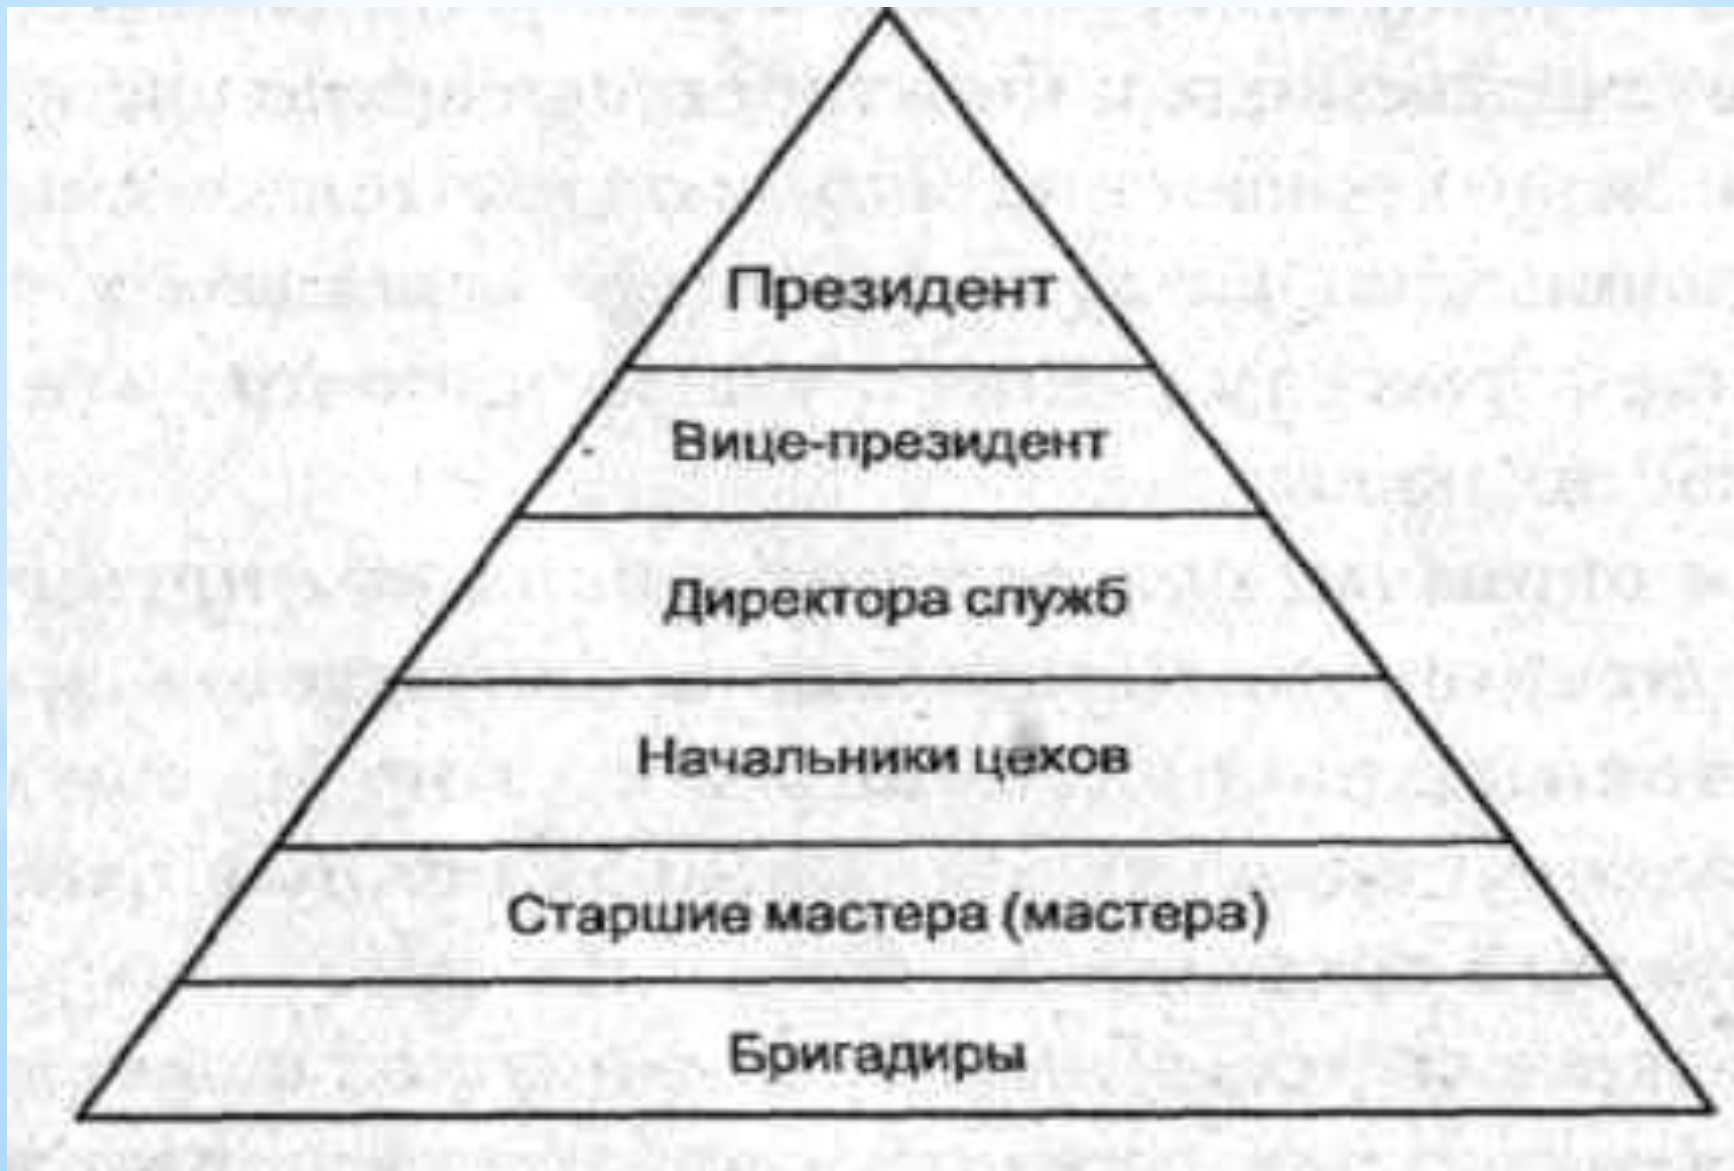 Президент
Вице-президент
Директора служб
Начальники цехов
Старшие мастера (мастера)
Бригадиры